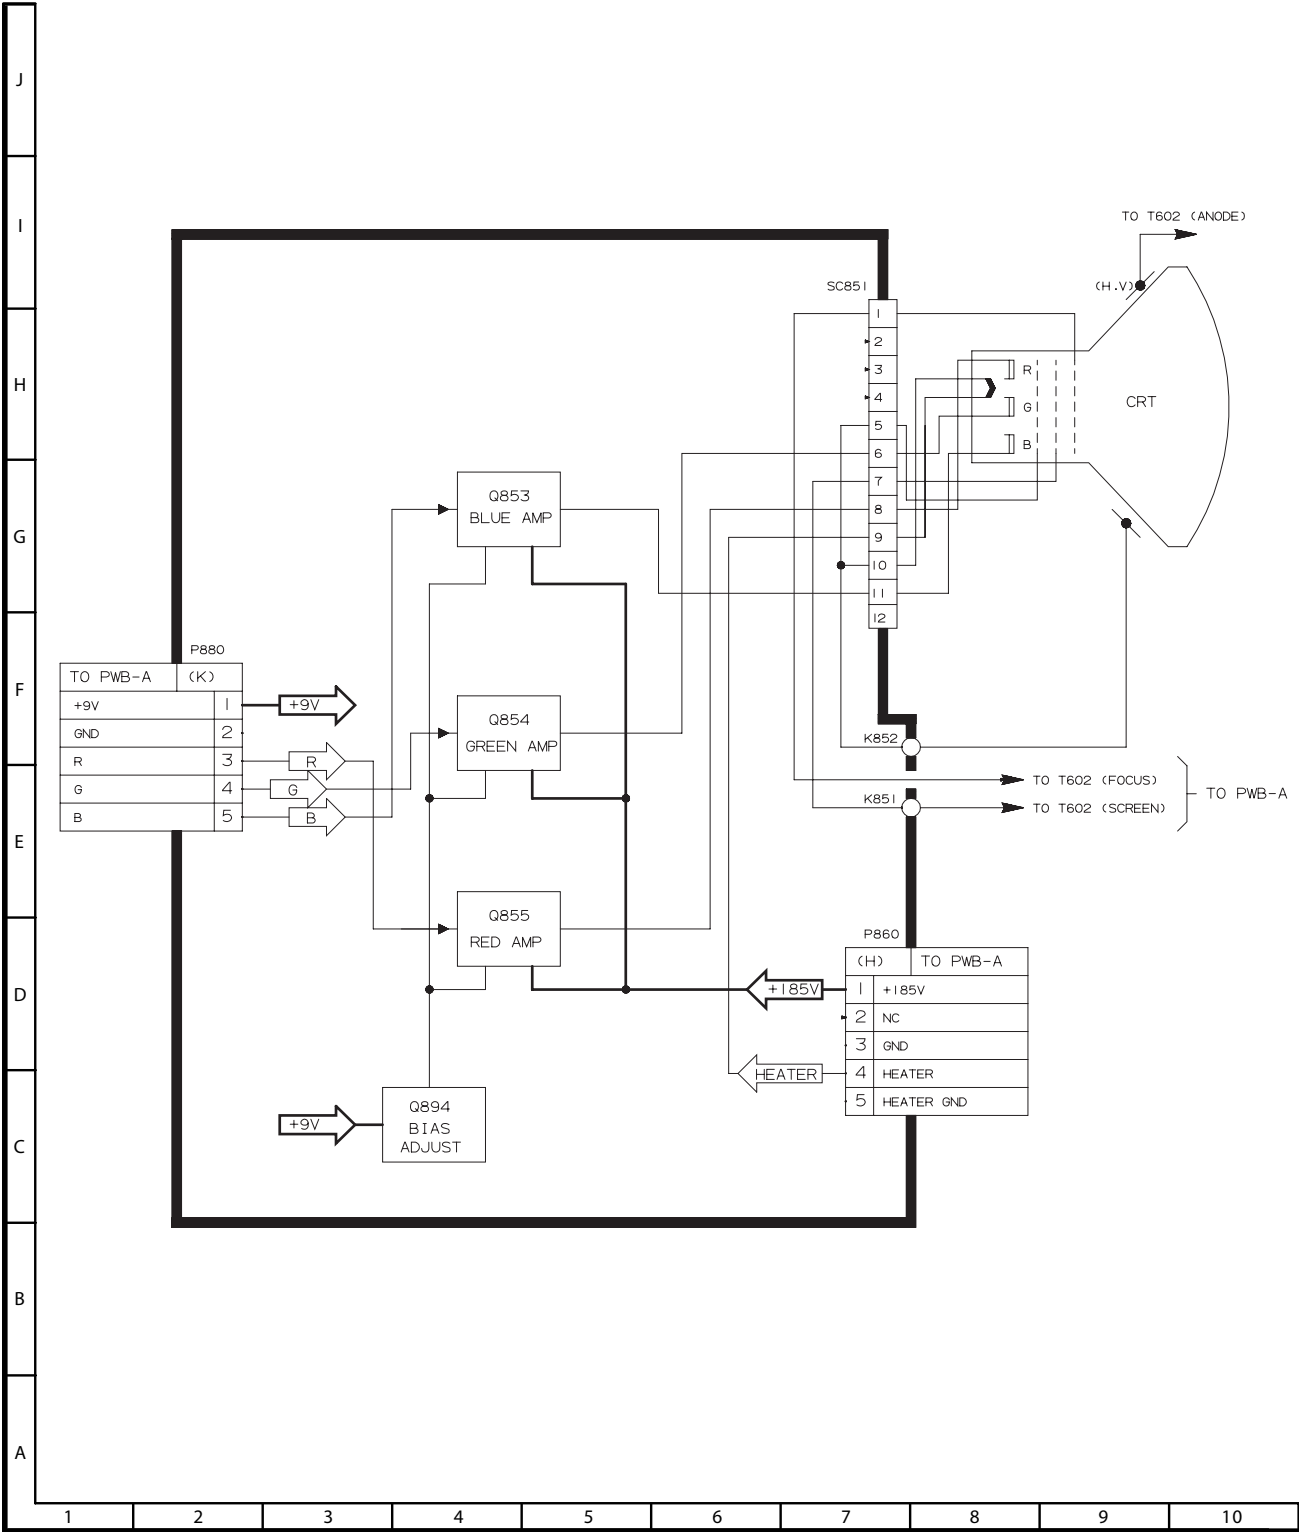 J
I
TO T602 (ANODE)
SC851
(H.V)
1
2
3
4
5
6
7
8
9
10
11
12
H
R
G
B
CRT
G
Q853
BLUE AMP
F
P880
TO PWB-A (K)
+9V 1
GND 2
R 3
G 4
B 5
+9V
R
G
B
Q854
GREEN AMP
K852
TO T602 (FOCUS)
K851
TO T602 (SCREEN)
TO PWB-A
E
Q855
RED AMP
D
P860
(H) TO PWB-A
1 +185V
2 NC
3 GND
4 HEATER
5 HEATER GND
+185V
HEATER
C
+9V
Q894
BIAS
ADJUST
B
A
1 2 3 4 5 6 7 8 9 10